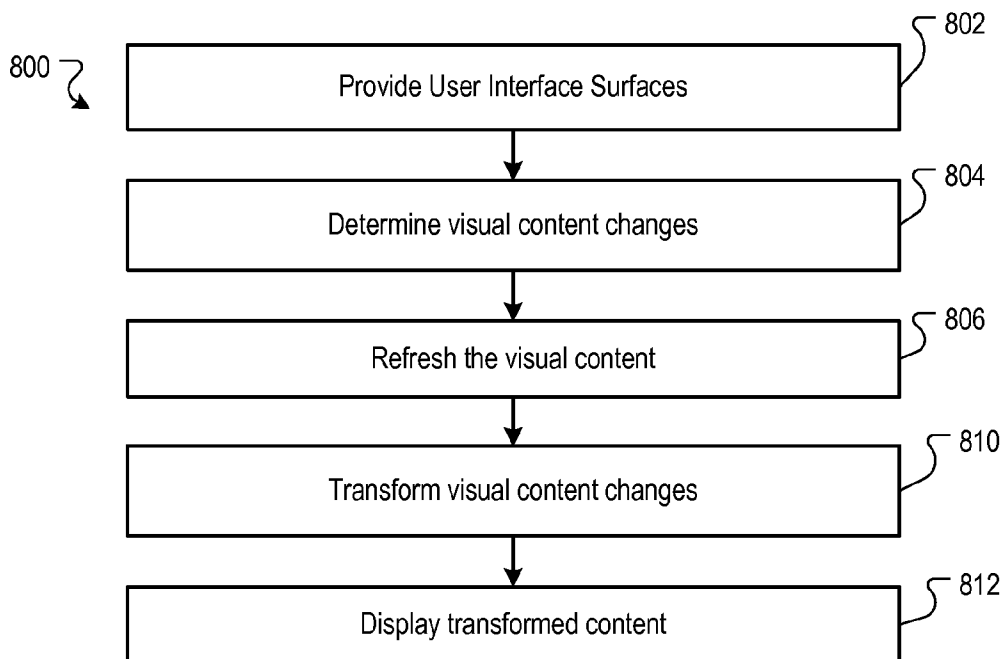 802
800
Provide User Interface Surfaces
804
Determine visual content changes
806
Refresh the visual content
810
Transform visual content changes
812
Display transformed content